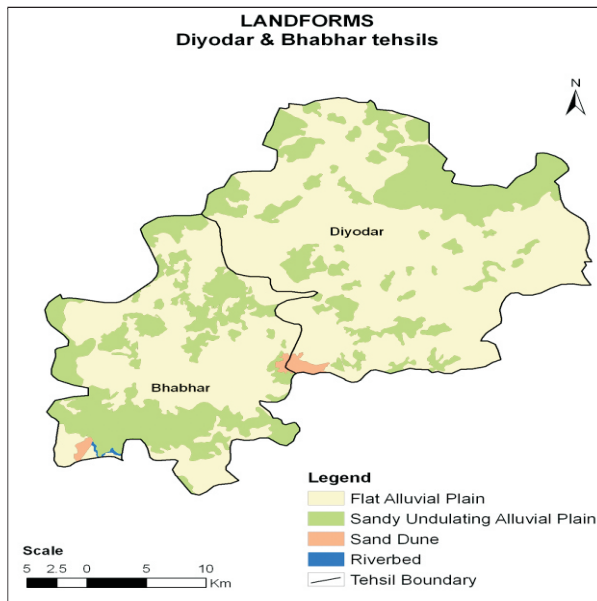 LANDFORMS
Diyodar & Bhabhar tehsils
N
Diyodar
Bhabhar
Legend
Flat Alluvial Plain
Sandy Undulating Alluvial Plain
Sand Dune
Riverbed
Tehsil Boundary
Scale
5 2.5 0 5 10
Km